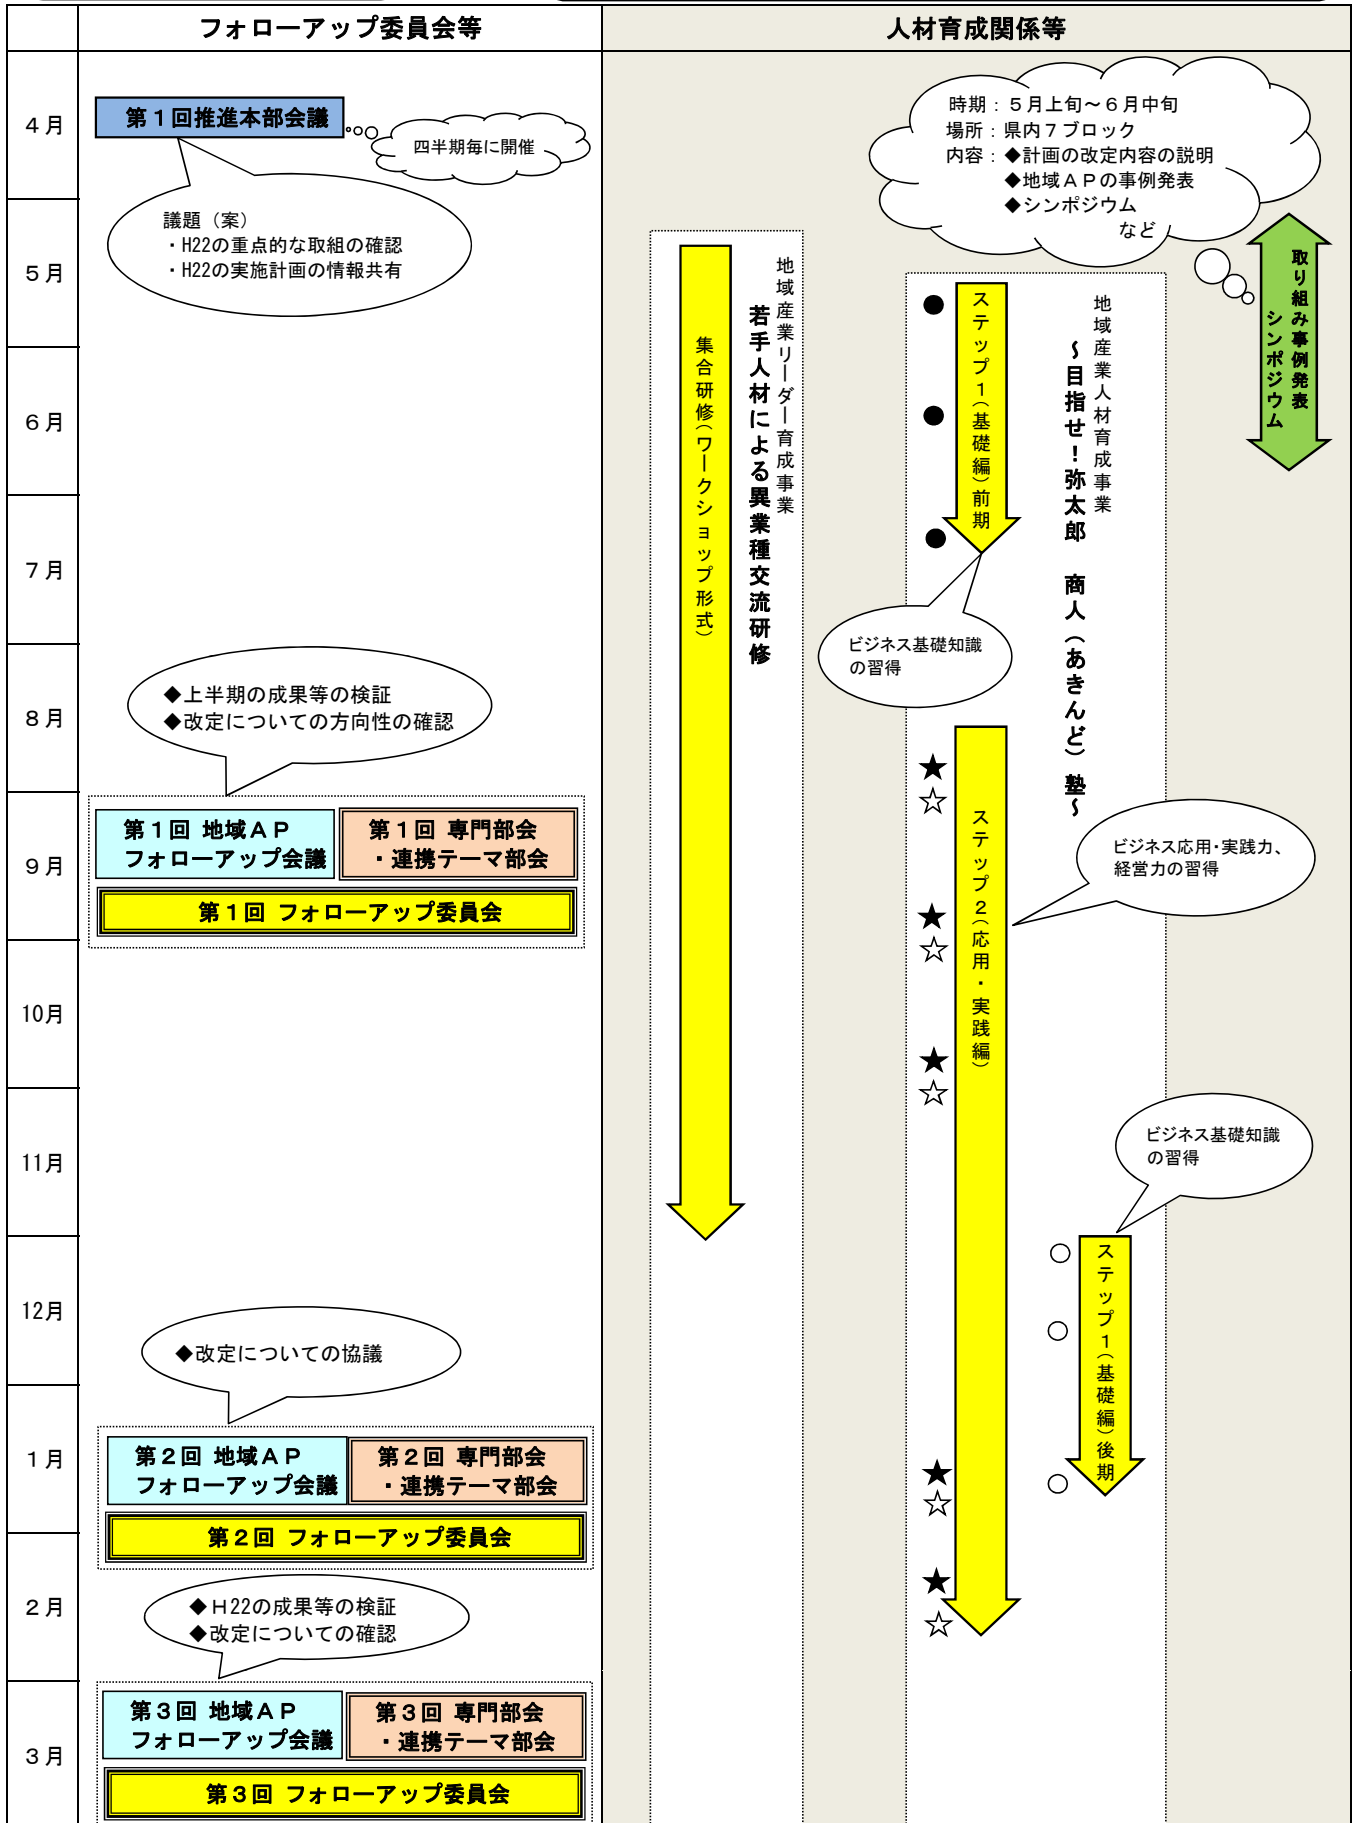 フォローアップ委員会等
人材育成関係等
４月
５月
６月
７月
８月
９月
10月
11月
12月
１月
２月
３月
第１回推進本部会議
四半期毎に開催
議題（案）
・H22の重点的な取組の確認
・H22の実施計画の情報共有
◆上半期の成果等の検証
◆改定についての方向性の確認
第１回 地域ＡＰ
フォローアップ会議
第１回 専門部会
・連携テーマ部会
第１回 フォローアップ委員会
◆改定についての協議
第２回 地域ＡＰ
フォローアップ会議
第２回 専門部会
・連携テーマ部会
第２回 フォローアップ委員会
◆Ｈ22の成果等の検証
◆改定についての確認
第３回 地域ＡＰ
フォローアップ会議
第３回 専門部会
・連携テーマ部会
第３回 フォローアップ委員会
時期：５月上旬～６月中旬
場所：県内７ブロック
内容：◆計画の改定内容の説明
◆地域ＡＰの事例発表
◆シンポジウム
など
取り組み事例発表
シンポジウム
地域産業リーダー育成事業
若手人材による異業種交流研修
集合研修（ワークショップ形式）
地域産業人材育成事業
～目指せ！弥太郎　商人（あきんど）塾～
ステップ１（基礎編）前期
ビジネス基礎知識
の習得
ステップ２（応用・実践編）
ビジネス応用・実践力、
経営力の習得
ビジネス基礎知識
の習得
ステップ１（基礎編）後期